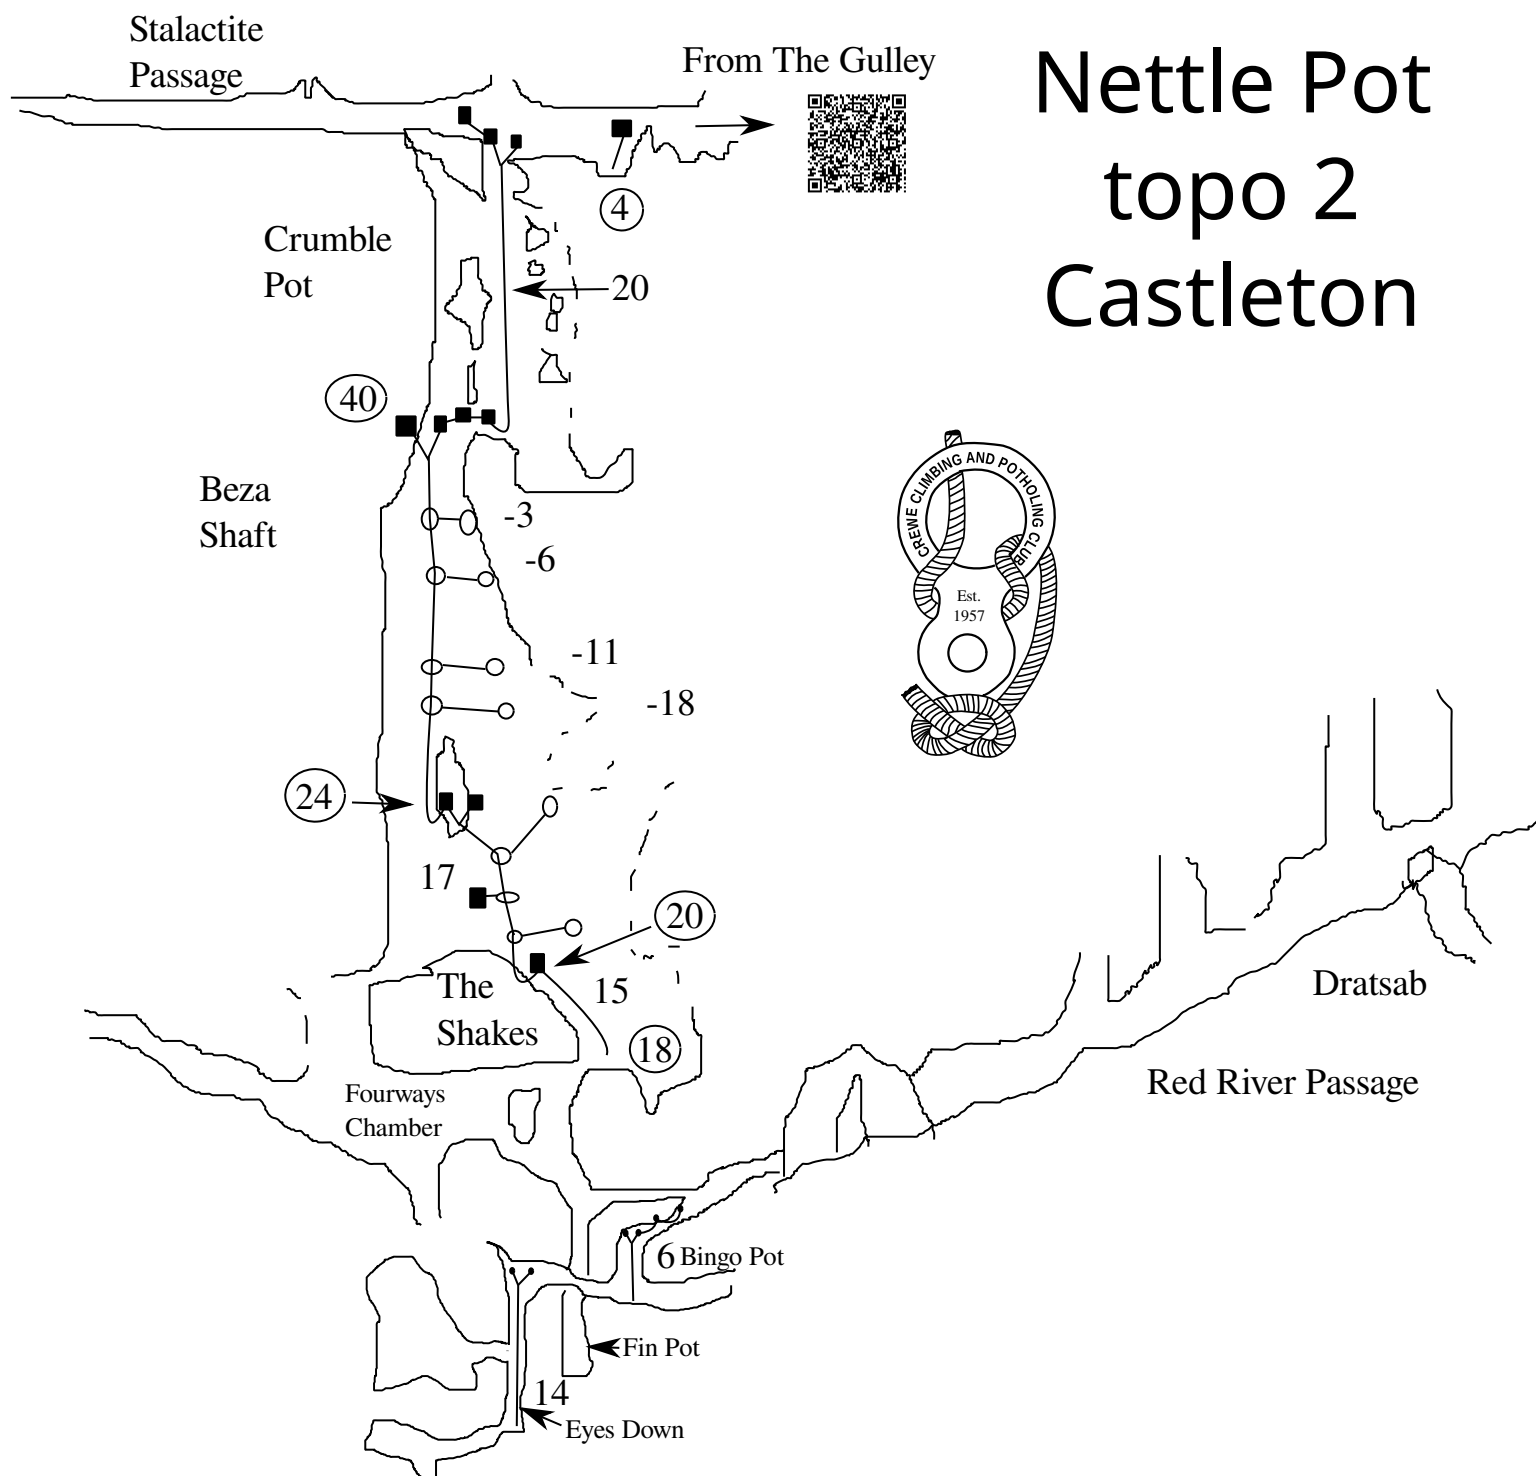 Stalactite
Passage
From The Gulley
Nettle Pot
topo 2
Castleton
4
Crumble
Pot
20
40
Beza
Shaft
-3
-6
-11
-18
CREWE CLIMBING AND POTHOLING CLUB
Est.
1957
24
17
20
The
Shakes
15
18
Dratsab
Red River Passage
Fourways
Chamber
6 Bingo Pot
Fin Pot
14
Eyes Down